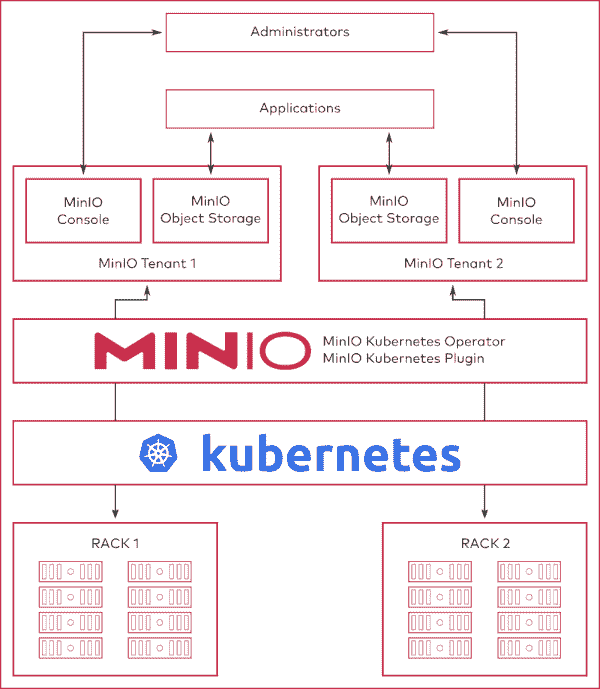 Administrators
Applications
MinIO
Console
MinIO
Object Storage
MinIO Tenant 1
MinIO
Object Storage
MinIO
Console
MinIO Tenant 2
MINIO
MinIO Kubernetes Operator
MinIO Kubernetes Plugin
kubernetes
RACK 1
RACK 2